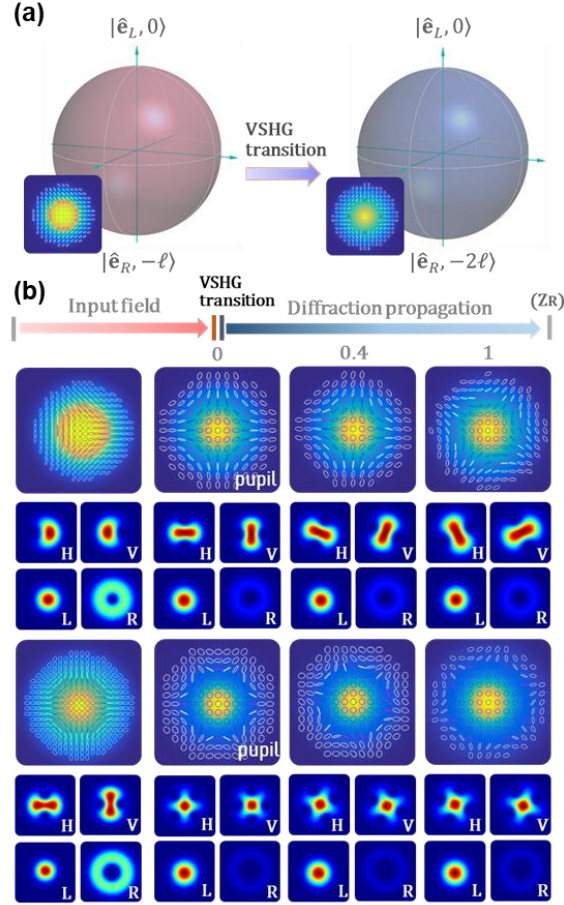 (a)
|ê_L, 0⟩ |ê_L, 0⟩
VSHG
transition
|ê_R, −ℓ⟩ |ê_R, −2ℓ⟩
(b)
Input field VSHG transition Diffraction propagation (ZR)
0 0.4 1
pupil
H V H V H V H V
L R L R L R L R
pupil
H V H V H V H V
L R L R L R L R